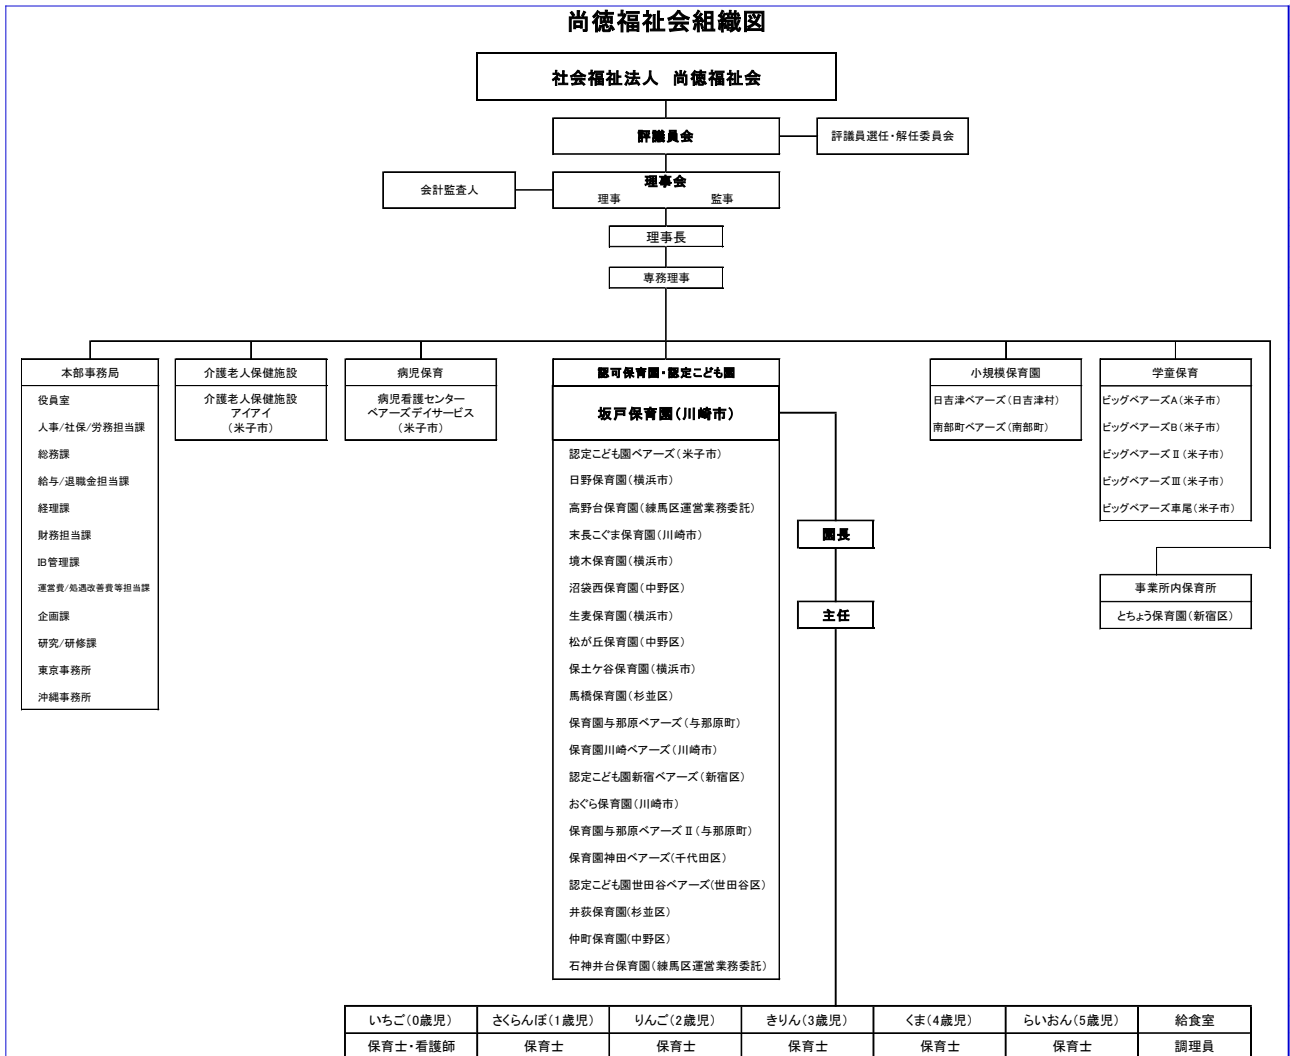 尚徳福祉会組織図
社会福祉法人　尚徳福祉会
評議員会
評議員選任・解任委員会
会計監査人
理事会
理事　監事
理事長
専務理事
本部事務局
役員室
人事/社保/労務担当課
総務課
給与/退職金担当課
経理課
財務担当課
IB管理課
運営費/処遇改善費等担当課
企画課
研究/研修課
東京事務所
沖縄事務所
介護老人保健施設
介護老人保健施設
アイアイ
(米子市)
病児保育
病児看護センター
ベアーズデイサービス
(米子市)
認可保育園・認定こども園
坂戸保育園(川崎市)
認定こども園ベアーズ(米子市)
日野保育園(横浜市)
高野台保育園(練馬区運営業務委託)
末長こぐま保育園(川崎市)
境木保育園(横浜市)
沼袋西保育園(中野区)
生麦保育園(横浜市)
松が丘保育園(中野区)
保土ケ谷保育園(横浜市)
馬橋保育園(杉並区)
保育園与那原ベアーズ(与那原町)
保育園川崎ベアーズ(川崎市)
認定こども園新宿ベアーズ(新宿区)
おぐら保育園(川崎市)
保育園与那原ベアーズⅡ(与那原町)
保育園神田ベアーズ(千代田区)
認定こども園世田谷ベアーズ(世田谷区)
井荻保育園(杉並区)
仲町保育園(中野区)
石神井台保育園(練馬区運営業務委託)
園長
主任
小規模保育園
日吉津ベアーズ(日吉津村)
南部町ベアーズ(南部町)
学童保育
ビッグベアーズA(米子市)
ビッグベアーズB(米子市)
ビッグベアーズⅡ(米子市)
ビッグベアーズⅢ(米子市)
ビッグベアーズ車尾(米子市)
事業所内保育所
とちょう保育園(新宿区)
いちご(0歳児)　さくらんぼ(1歳児)　りんご(2歳児)　きりん(3歳児)　くま(4歳児)　らいおん(5歳児)　給食室
保育士・看護師　保育士　保育士　保育士　保育士　保育士　調理員